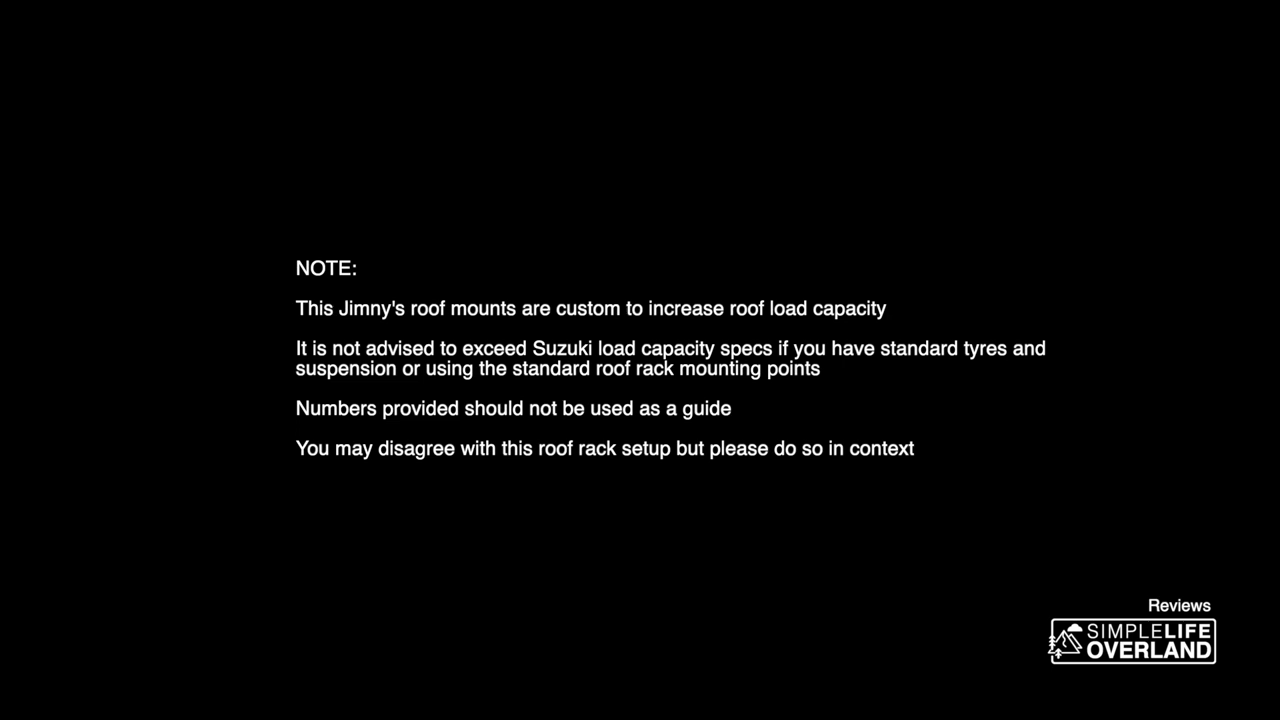 NOTE:
This Jimny's roof mounts are custom to increase roof load capacity
It is not advised to exceed Suzuki load capacity specs if you have standard tyres and
suspension or using the standard roof rack mounting points
Numbers provided should not be used as a guide
You may disagree with this roof rack setup but please do so in context
Reviews
SIMPLELIFE
OVERLAND